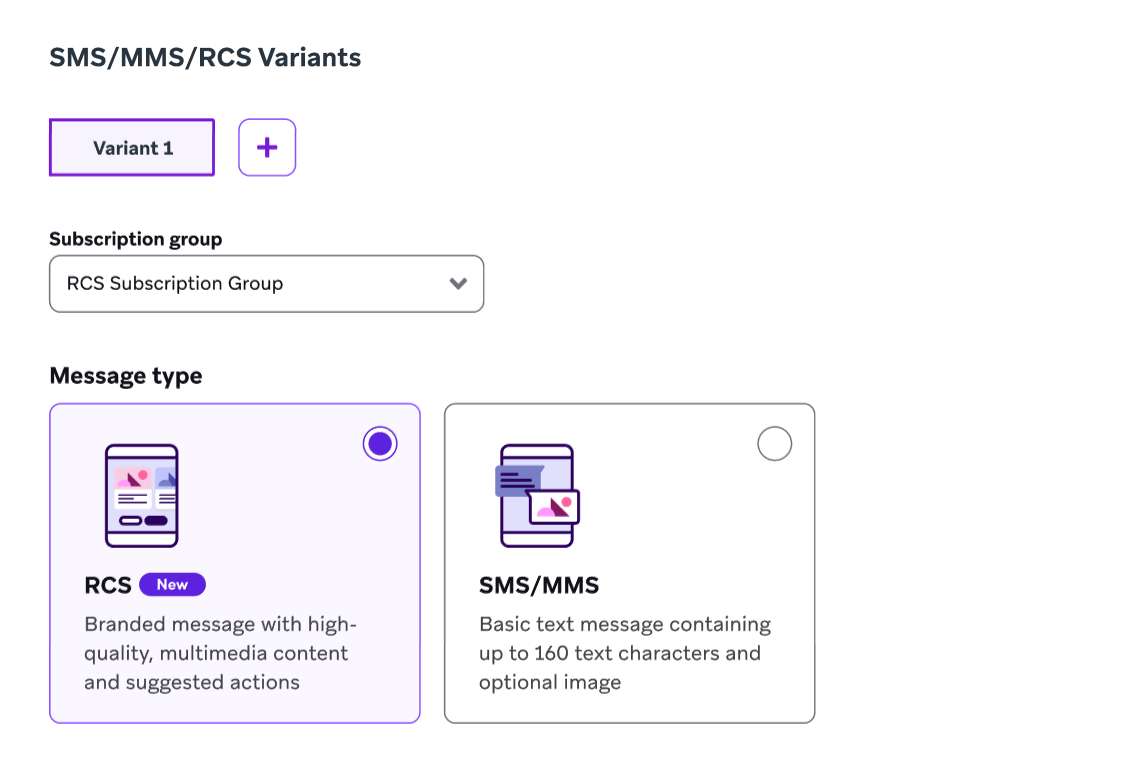 SMS/MMS/RCS Variants
Variant 1
+
Subscription group
RCS Subscription Group
Message type
RCS New
Branded message with high-
quality, multimedia content
and suggested actions
SMS/MMS
Basic text message containing
up to 160 text characters and
optional image